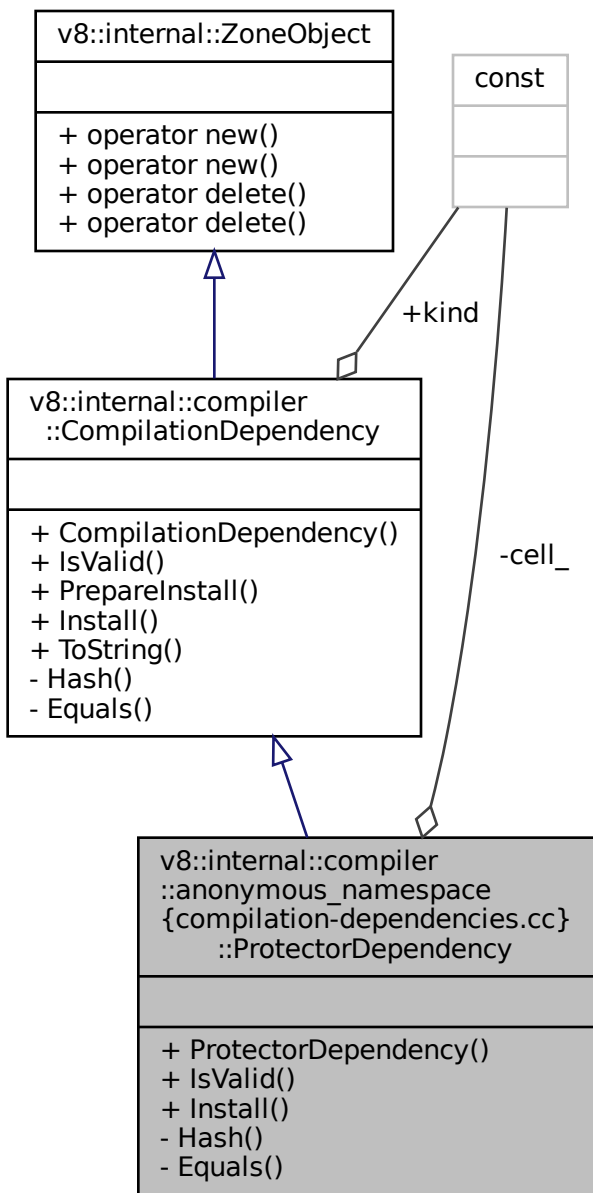 v8::internal::ZoneObject
+ operator new()
+ operator new()
+ operator delete()
+ operator delete()
const
+kind
v8::internal::compiler
::CompilationDependency
+ CompilationDependency()
+ IsValid()
+ PrepareInstall()
+ Install()
+ ToString()
- Hash()
- Equals()
-cell_
v8::internal::compiler
::anonymous_namespace
{compilation-dependencies.cc}
::ProtectorDependency
+ ProtectorDependency()
+ IsValid()
+ Install()
- Hash()
- Equals()